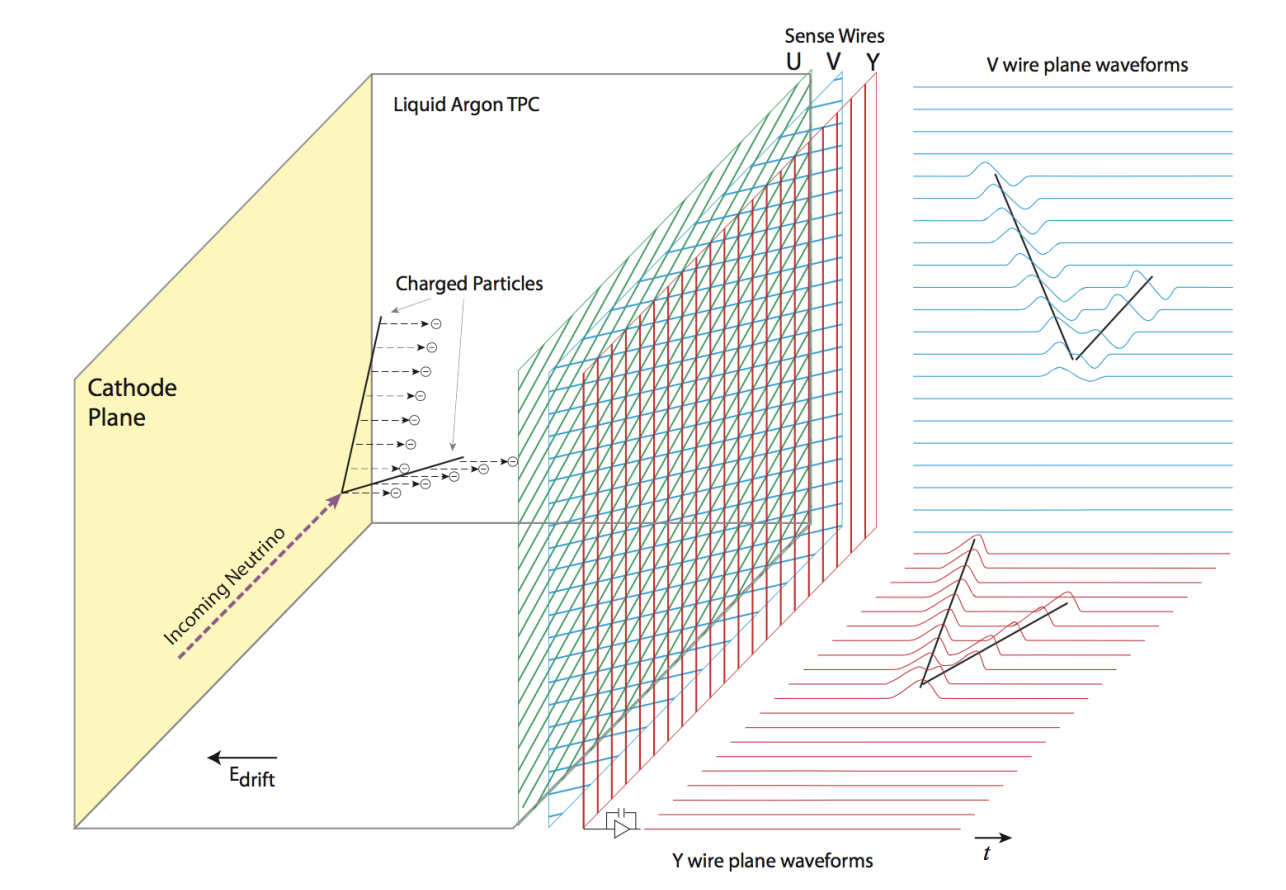 Sense Wires
U V Y
V wire plane waveforms
Liquid Argon TPC
Charged Particles
Cathode
Plane
Incoming Neutrino
Edrift
t
Y wire plane waveforms